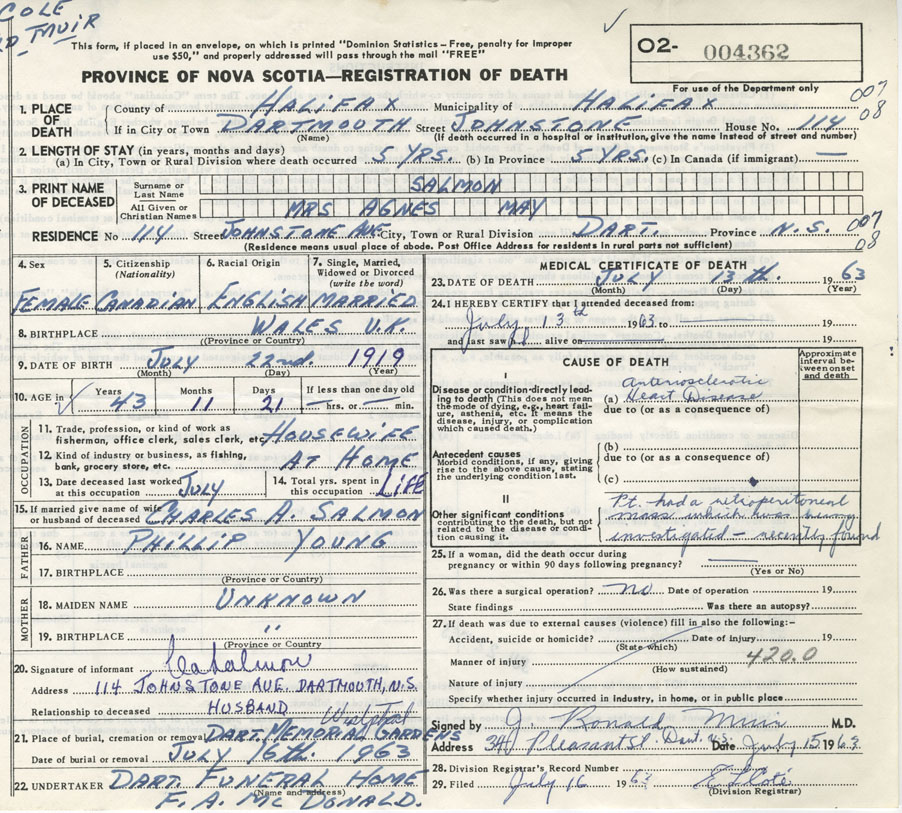 COLE
MUIR
✓
This form, if placed in an envelope, on which is printed "Dominion Statistics – Free, penalty for improper
use $50," and properly addressed will pass through the mail "FREE"
O2- 004362
PROVINCE OF NOVA SCOTIA—REGISTRATION OF DEATH
For use of the Department only
007
08
1. PLACE OF DEATH
County of HALIFAX Municipality of HALIFAX
If in City or Town DARTMOUTH Street JOHNSTONE House No. 114
(Name) (If death occurred in a hospital or institution, give the name instead of street and number)
2. LENGTH OF STAY (in years, months and days)
(a) In City, Town or Rural Division where death occurred 5 YRS. (b) In Province 5 YRS. (c) In Canada (if immigrant) —
3. PRINT NAME OF DECEASED
Surname or Last Name SALMON
All Given or Christian Names MRS AGNES MAY
RESIDENCE No 114 Street JOHNSTONE AVE City, Town or Rural Division DART. Province N.S.
007
08
(Residence means usual place of abode. Post Office Address for residents in rural parts not sufficient)
4. Sex
FEMALE
5. Citizenship (Nationality)
CANADIAN
6. Racial Origin
ENGLISH
7. Single, Married, Widowed or Divorced (write the word)
MARRIED
8. BIRTHPLACE WALES U.K.
(Province or Country)
9. DATE OF BIRTH JULY 22nd. 1919
(Month) (Day) (Year)
10. AGE in ✓ Years 43 Months 11 Days 21 If less than one day old hrs. or min.
OCCUPATION
11. Trade, profession, or kind of work as fisherman, office clerk, sales clerk, etc. HOUSEWIFE
12. Kind of industry or business, as fishing, bank, grocery store, etc. AT HOME
13. Date deceased last worked at this occupation JULY
14. Total yrs. spent in this occupation LIFE
15. If married give name of wife or husband of deceased CHARLES A. SALMON
FATHER
16. NAME PHILLIP YOUNG
17. BIRTHPLACE
(Province or Country)
MOTHER
18. MAIDEN NAME UNKNOWN
19. BIRTHPLACE "
(Province or Country
20. Signature of informant CASalmon
Address 114 JOHNSTONE AVE. DARTMOUTH, N.S.
Relationship to deceased HUSBAND
Westphal
21. Place of burial, cremation or removal DART. MEMORIAL GARDENS
Date of burial or removal JULY 16th. 1963
22. UNDERTAKER DART. FUNERAL HOME
(Name and address)
F. A. MC DONALD.
MEDICAL CERTIFICATE OF DEATH
23. DATE OF DEATH JULY 13th. 1963
(Month) (Day) (Year)
24. I HEREBY CERTIFY that I attended deceased from:
July 13th 1963 to 19
and last saw alive on 19
CAUSE OF DEATH
Approximate interval between onset and death
I
Disease or condition directly leading to death (This does not mean the mode of dying, e.g., heart failure, asthenia, etc. It means the disease, injury, or complication which caused death.)
(a) Arteriosclerotic Heart Disease
due to (or as a consequence of)
Antecedent causes
Morbid conditions, if any, giving rise to the above cause, stating the underlying condition last.
(b)
due to (or as a consequence of)
(c)
II
Other significant conditions contributing to the death, but not related to the disease or condition causing it.
Pt. had a retroperitoneal
mass which was being
investigated – recently found
25. If a woman, did the death occur during pregnancy or within 90 days following pregnancy? —
(Yes or No)
26. Was there a surgical operation? no Date of operation 19
State findings Was there an autopsy?
27. If death was due to external causes (violence) fill in also the following:-
Accident, suicide or homicide? Date of injury 19
(State which)
Manner of injury 420.0
(How sustained)
Nature of injury
Specify whether injury occurred in industry, in home, or in public place
Signed by J. Ronald Muir M.D.
Address 340 Pleasant St. Dart. N.S. Date July 15 1963
28. Division Registrar's Record Number
29. Filed July 16 1963
(Division Registrar)